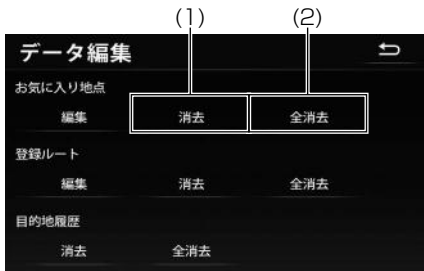 (1) (2)
データ編集
お気に入り地点
編集 消去 全消去
登録ルート
編集 消去 全消去
目的地履歴
消去 全消去